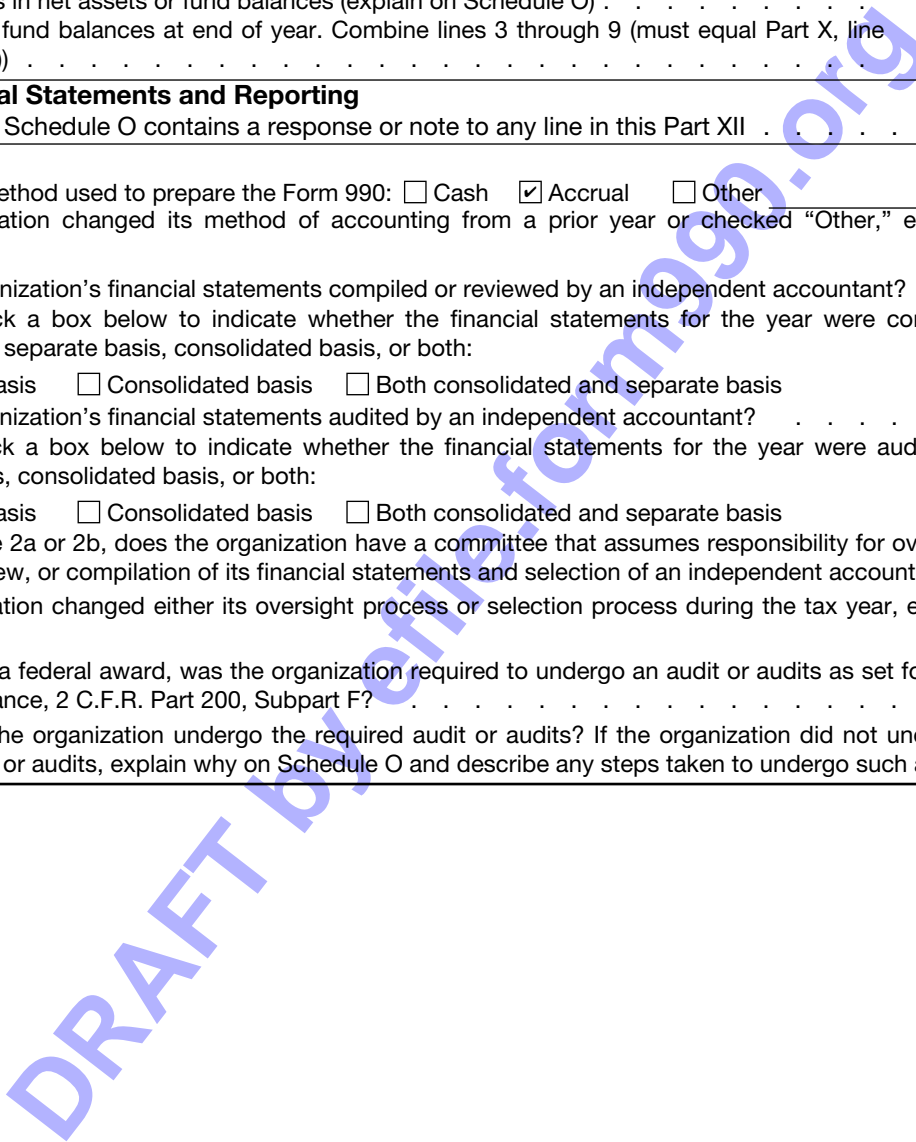 s in net assets or fund balances (explain on Schedule O) . . . . . . . . .
fund balances at end of year. Combine lines 3 through 9 (must equal Part X, line
)) . . . . . . . . . . . . . . . . . . . . . . . . . . .
al Statements and Reporting
Schedule O contains a response or note to any line in this Part XII . . . . .
ethod used to prepare the Form 990: ☐ Cash ☑ Accrual ☐ Other
ation changed its method of accounting from a prior year or checked “Other,” e
nization’s financial statements compiled or reviewed by an independent accountant?
ck a box below to indicate whether the financial statements for the year were co
separate basis, consolidated basis, or both:
asis ☐ Consolidated basis ☐ Both consolidated and separate basis
nization’s financial statements audited by an independent accountant? . . . .
ck a box below to indicate whether the financial statements for the year were aud
s, consolidated basis, or both:
asis ☐ Consolidated basis ☐ Both consolidated and separate basis
e 2a or 2b, does the organization have a committee that assumes responsibility for ov
ew, or compilation of its financial statements and selection of an independent account
ation changed either its oversight process or selection process during the tax year, e
a federal award, was the organization required to undergo an audit or audits as set fo
ance, 2 C.F.R. Part 200, Subpart F? . . . . . . . . . . . . . . . .
he organization undergo the required audit or audits? If the organization did not un
or audits, explain why on Schedule O and describe any steps taken to undergo such a
DRAFT by efile.form990.org